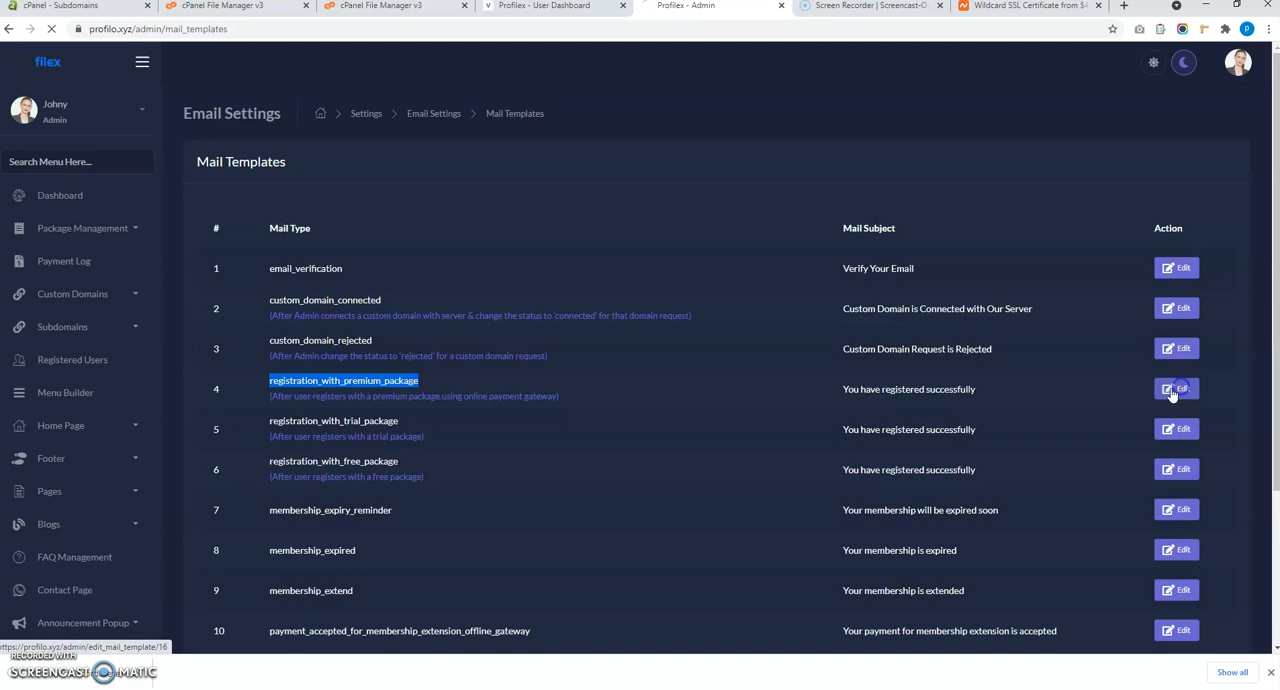 cPanel - Subdomains
cPanel File Manager v3
cPanel File Manager v3
Profilex - User Dashboard
Profilex - Admin
Screen Recorder | Screencast-O-
Wildcard SSL Certificate from $4
profilo.xyz/admin/mail_templates
P
filex
Johny
Admin
Search Menu Here...
Dashboard
Package Management
Payment Log
Custom Domains
Subdomains
Registered Users
Menu Builder
Home Page
Footer
Pages
Blogs
FAQ Management
Contact Page
Announcement Popup
Email Settings
Settings
Email Settings
Mail Templates
Mail Templates
# Mail Type Mail Subject Action
1 email_verification Verify Your Email Edit
2 custom_domain_connected Custom Domain is Connected with Our Server Edit
(After Admin connects a custom domain with server & change the status to 'connected' for that domain request)
3 custom_domain_rejected Custom Domain Request is Rejected Edit
(After Admin change the status to 'rejected' for a custom domain request)
4 registration_with_premium_package You have registered successfully Edit
(After user registers with a premium package using online payment gateway)
5 registration_with_trial_package You have registered successfully Edit
(After user registers with a trial package)
6 registration_with_free_package You have registered successfully Edit
(After user registers with a free package)
7 membership_expiry_reminder Your membership will be expired soon Edit
8 membership_expired Your membership is expired Edit
9 membership_extend Your membership is extended Edit
10 payment_accepted_for_membership_extension_offline_gateway Your payment for membership extension is accepted Edit
https://profilo.xyz/admin/edit_mail_template/16
RECORDED WITH
SCREENCAST-O-MATIC
Show all